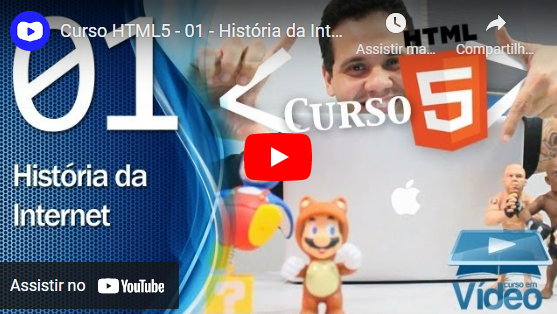 Curso HTML5 - 01 - História da Int...
Assistir ma...
Compartilh...
01
HTML
CURSO
5
História da
Internet
?
Assistir no YouTube
curso em
Vídeo